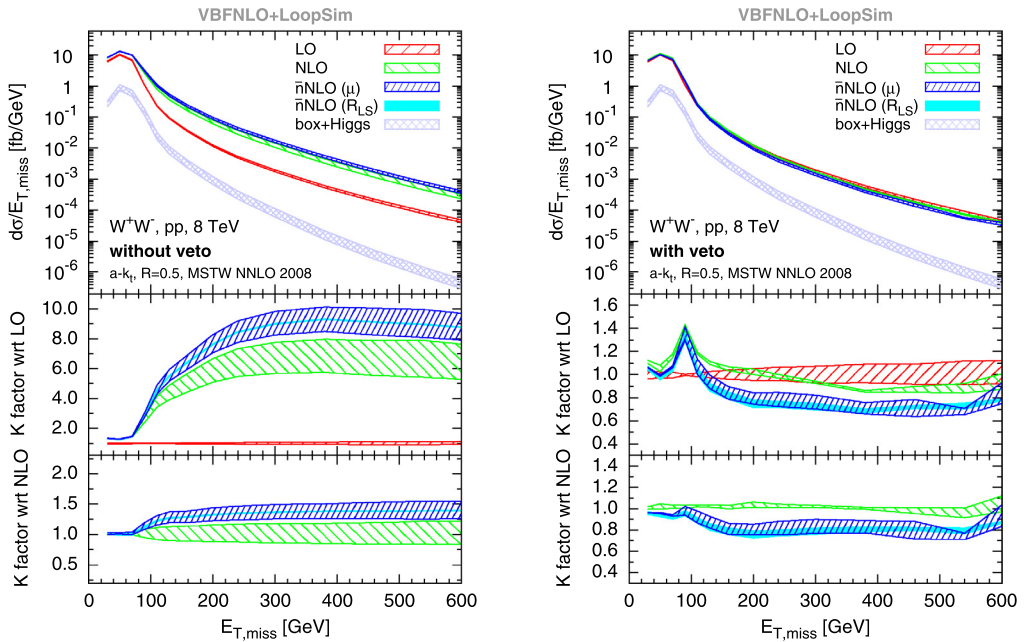 VBFNLO+LoopSim
dσ/E_T,miss [fb/GeV]
10
1
10⁻¹
10⁻²
10⁻³
10⁻⁴
10⁻⁵
10⁻⁶
LO
NLO
n̄NLO (μ)
n̄NLO (R_LS)
box+Higgs
W⁺W⁻, pp, 8 TeV
without veto
a-k_t, R=0.5, MSTW NNLO 2008
K factor wrt LO
10.0
8.0
6.0
4.0
2.0
K factor wrt NLO
2.0
1.5
1.0
0.5
0 100 200 300 400 500 600
E_T,miss [GeV]
VBFNLO+LoopSim
dσ/E_T,miss [fb/GeV]
10
1
10⁻¹
10⁻²
10⁻³
10⁻⁴
10⁻⁵
10⁻⁶
LO
NLO
n̄NLO (μ)
n̄NLO (R_LS)
box+Higgs
W⁺W⁻, pp, 8 TeV
with veto
a-k_t, R=0.5, MSTW NNLO 2008
K factor wrt LO
1.6
1.4
1.2
1.0
0.8
0.6
0.4
K factor wrt NLO
1.4
1.2
1.0
0.8
0.6
0.4
0 100 200 300 400 500 600
E_T,miss [GeV]